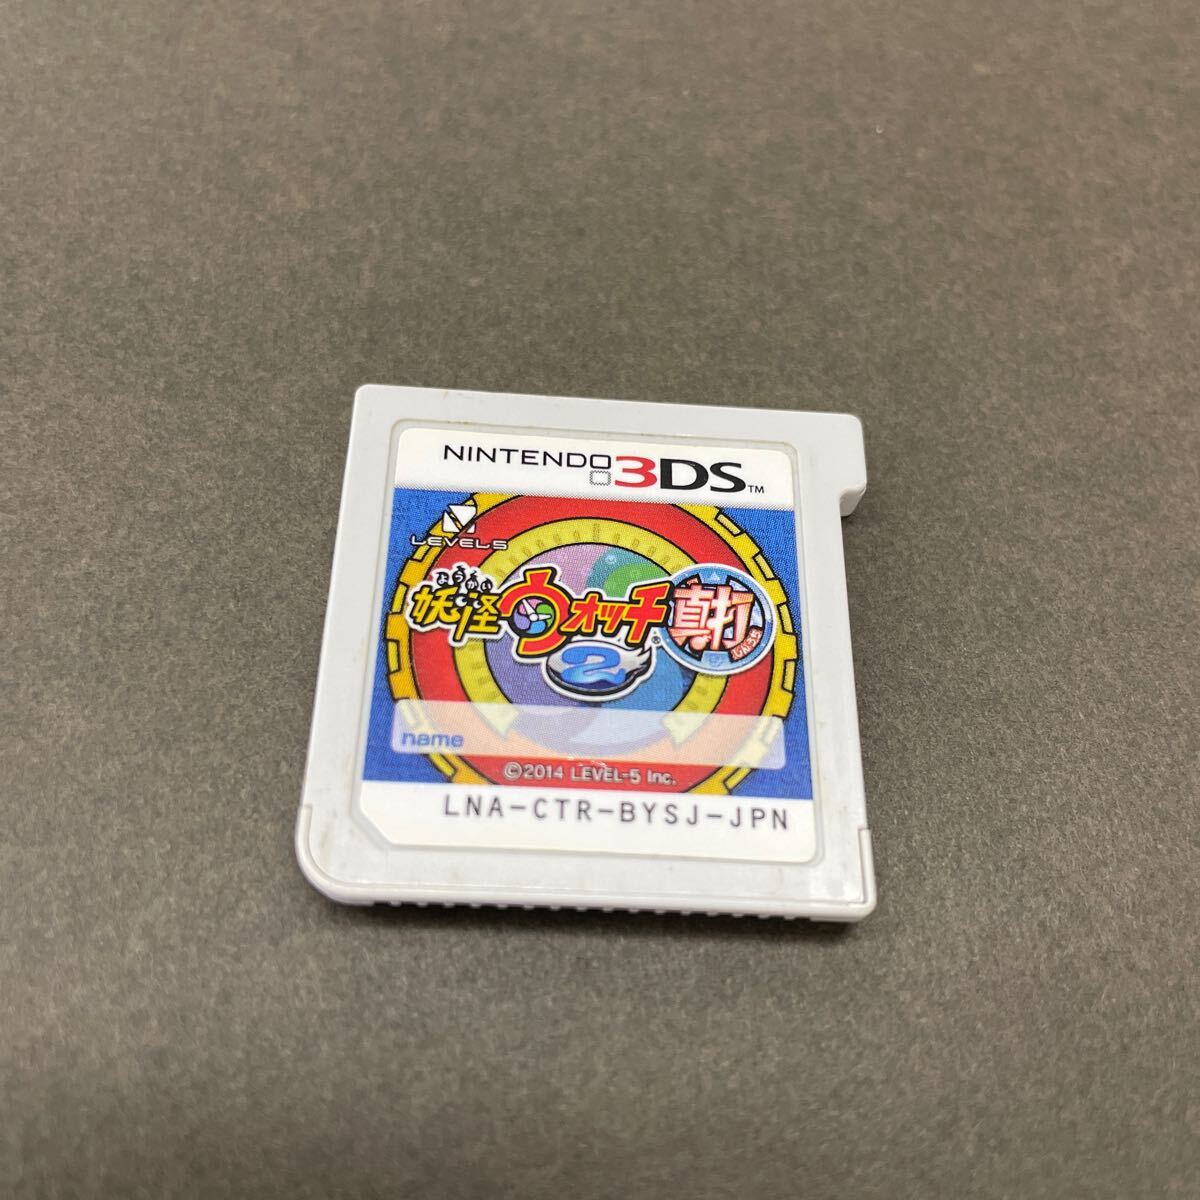 NINTENDO 3DS™
LEVEL5
ようかい
妖怪ウォッチ
2®
真打
しんうち
name
©2014 LEVEL-5 Inc.
LNA-CTR-BYSJ-JPN